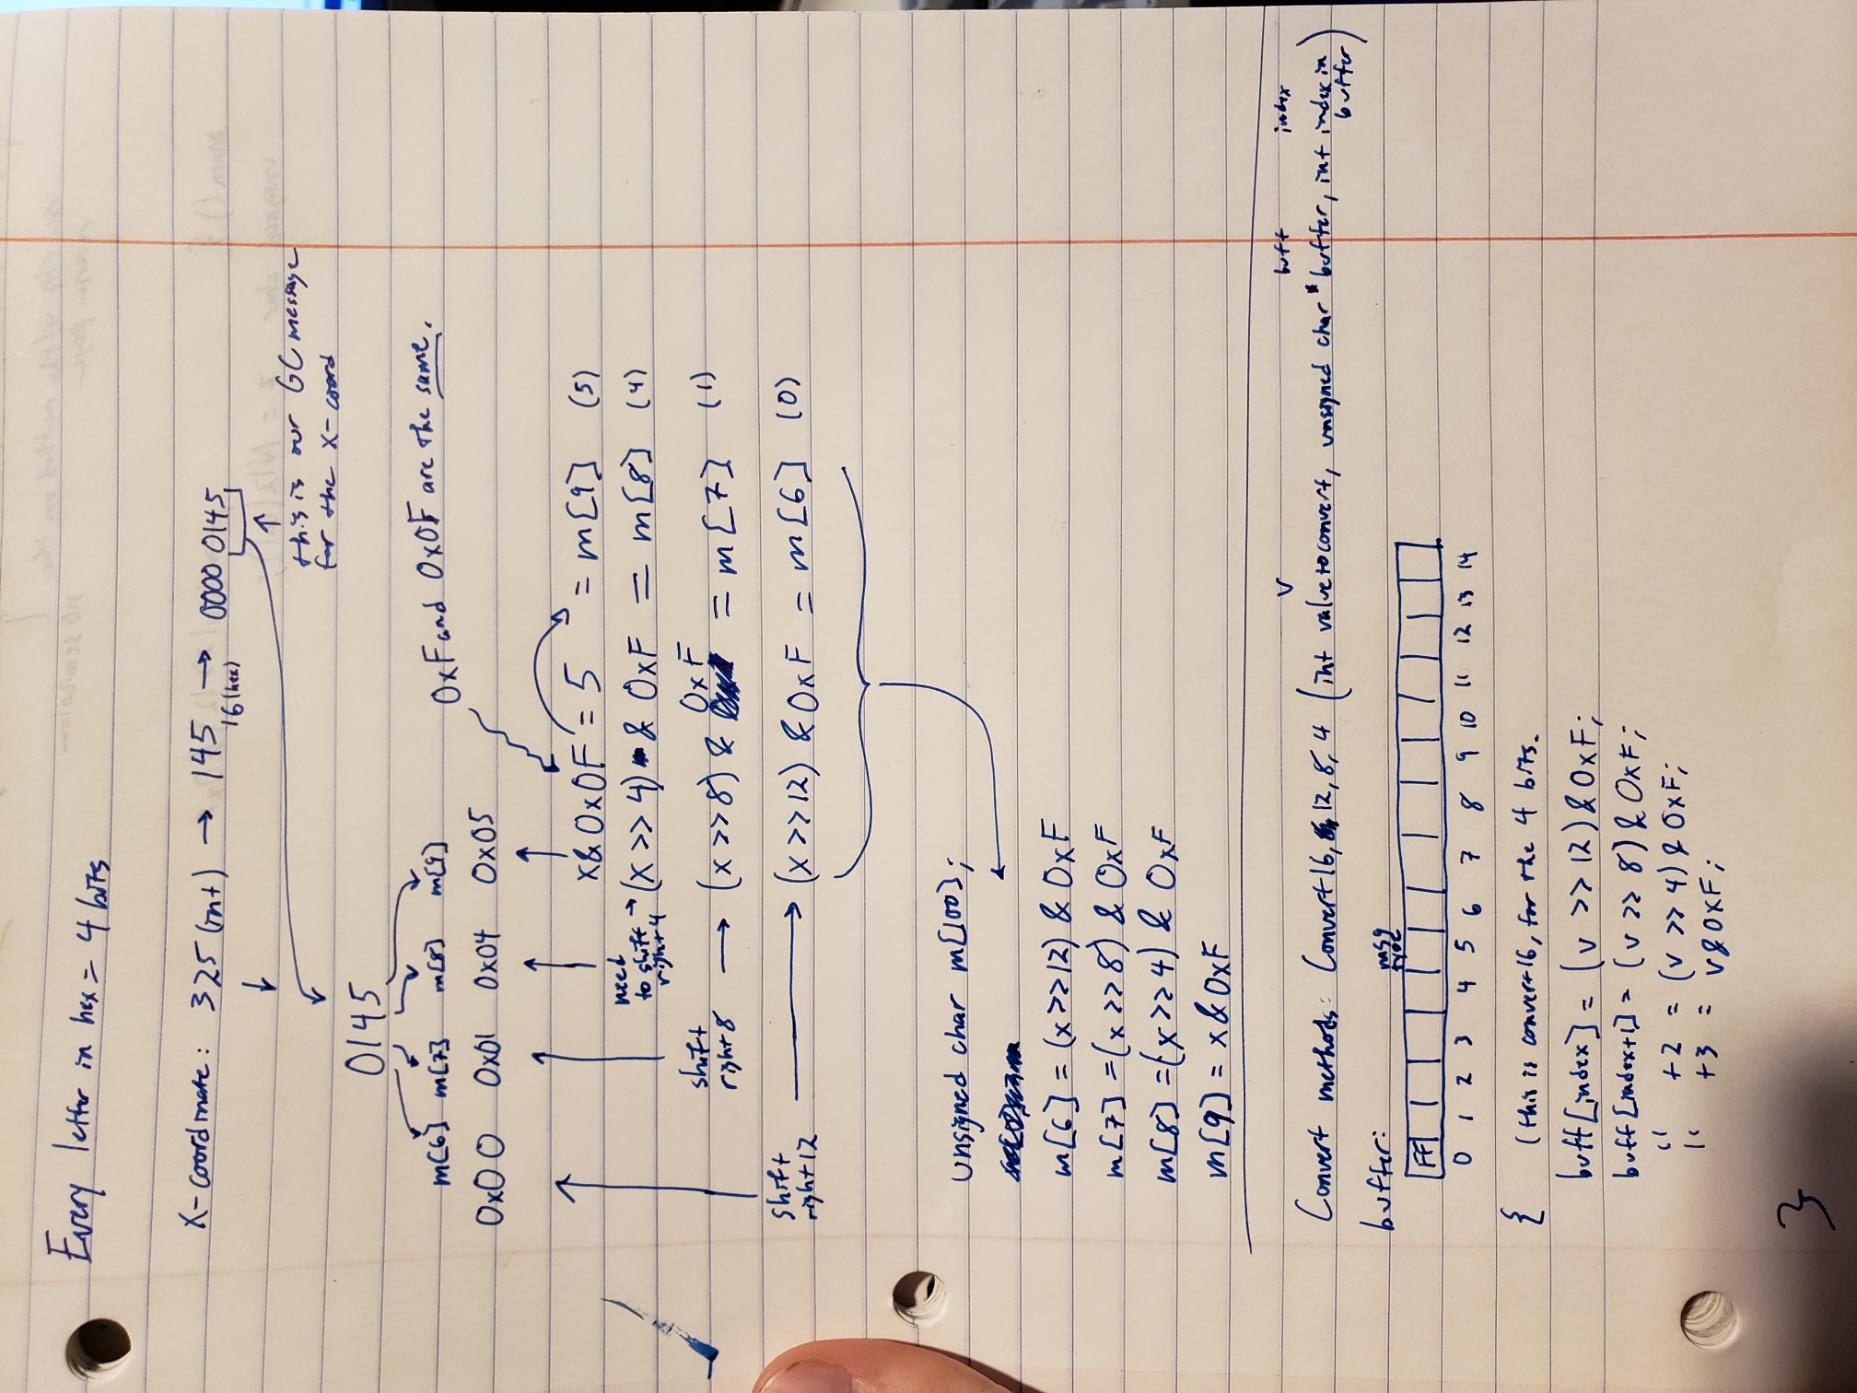 Every letter in hex = 4 bits
X-coordinate: 325 (int) → 145 16 (hex) → 0000 0145
this is our GC message
for the X-coord
0145
m[6] m[7] m[8] m[9]
0xF and 0x0F are the same.
0x00 0x01 0x04 0x05
x & 0x0F = 5 = m[9] (5)
need
to shift → (x >> 4) & 0xF = m[8] (4)
right 4
shift
right 8 → (x >> 8) & 0xF = m[7] (1)
shift
right 12 → (x >> 12) & 0xF = m[6] (0)
unsigned char m[100];
m[6] = (x >> 12) & 0xF
m[7] = (x >> 8) & 0xF
m[8] = (x >> 4) & 0xF
m[9] = x & 0xF
v buff index
Convert methods: Convert16, 12, 8, 4 (int value to convert, unsigned char * buffer, int index in
buffer)
buffer:
msg
type
FF
0 1 2 3 4 5 6 7 8 9 10 11 12 13 14
{ (this is convert16, for the 4 bits.
buff[index] = (v >> 12) & 0xF;
buff[index+1] = (v >> 8) & 0xF;
" +2 = (v >> 4) & 0xF;
" +3 = v & 0xF;
}